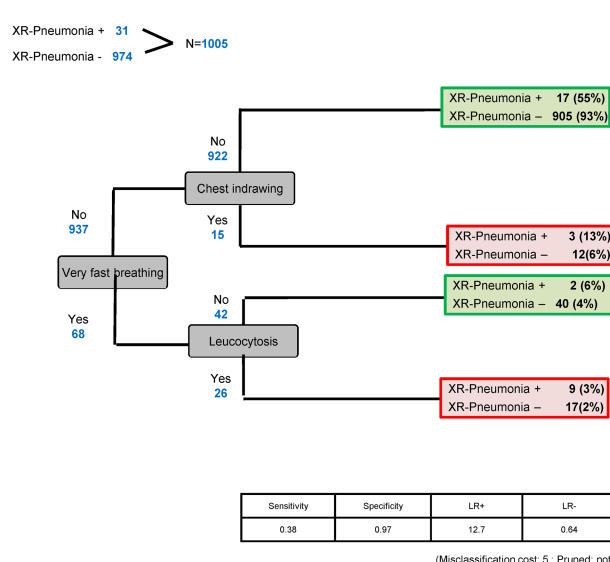 XR-Pneumonia + 31
XR-Pneumonia - 974
N=1005
XR-Pneumonia + 17 (55%)
XR-Pneumonia – 905 (93%)
No
922
Chest indrawing
Yes
15
No
937
XR-Pneumonia + 3 (13%)
XR-Pneumonia – 12(6%)
Very fast breathing
XR-Pneumonia + 2 (6%)
XR-Pneumonia – 40 (4%)
No
42
Yes
68
Leucocytosis
Yes
26
XR-Pneumonia + 9 (3%)
XR-Pneumonia – 17(2%)
Sensitivity Specificity LR+ LR-
0.38 0.97 12.7 0.64
(Misclassification cost: 5 ; Pruned: not